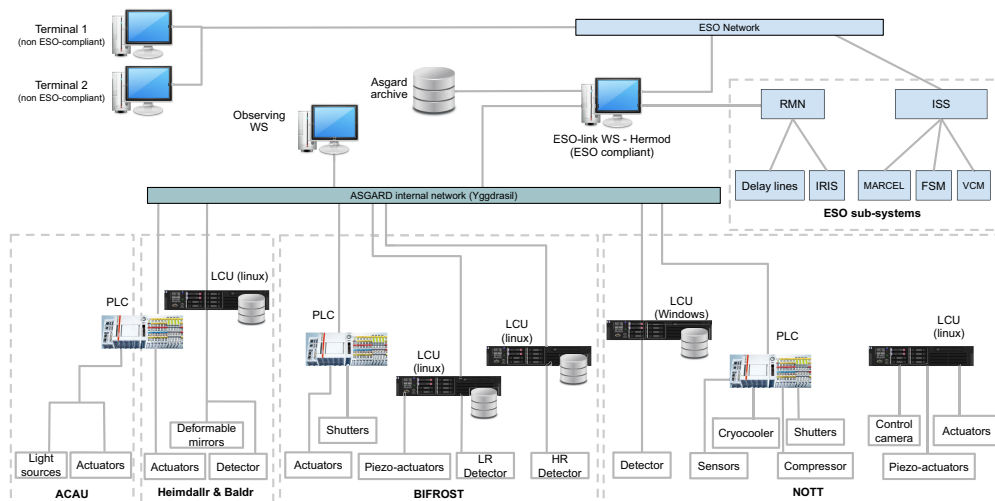 Terminal 1
(non ESO-compliant)
ESO Network
Terminal 2
(non ESO-compliant)
Asgard
archive
Observing
WS
ESO-link WS - Hermod
(ESO compliant)
RMN
ISS
Delay lines
IRIS
MARCEL
FSM
VCM
ESO sub-systems
ASGARD internal network (Yggdrasil)
PLC
LCU (linux)
Light
sources
Actuators
ACAU
Deformable
mirrors
Actuators
Detector
Heimdallr & Baldr
PLC
LCU
(linux)
LCU
(linux)
Shutters
Actuators
Piezo-actuators
LR
Detector
HR
Detector
BIFROST
LCU
(Windows)
PLC
LCU
(linux)
Detector
Sensors
Cryocooler
Compressor
Shutters
Control
camera
Piezo-actuators
Actuators
NOTT